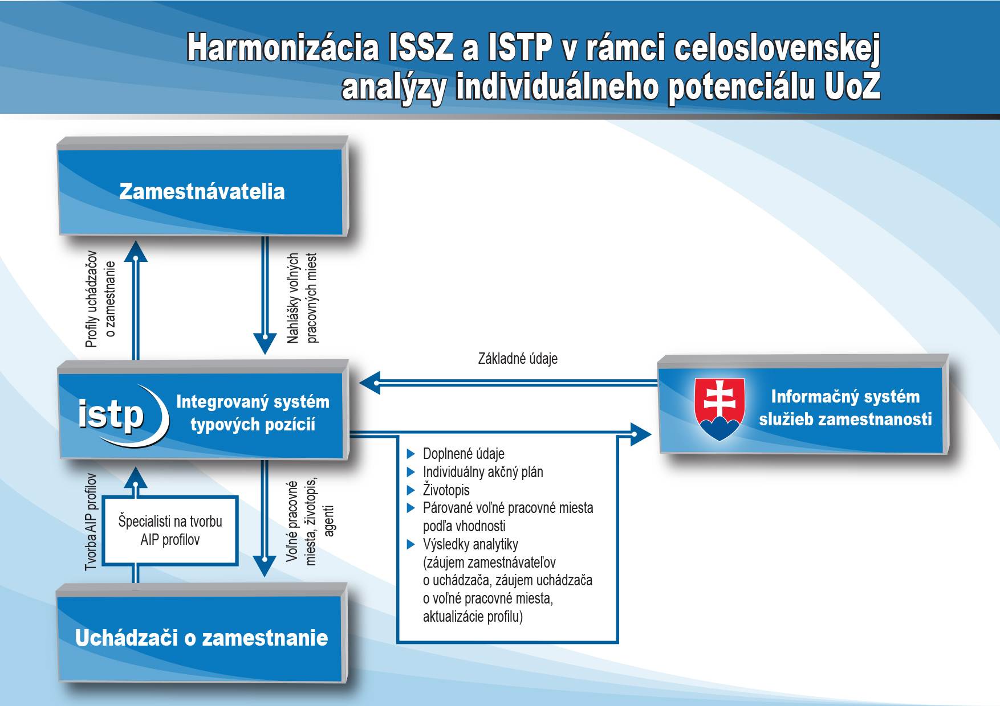 Harmonizácia ISSZ a ISTP v rámci celoslovenskej
analýzy individuálneho potenciálu UoZ
Zamestnávatelia
Profily uchádzačov
o zamestnanie
Nahlášky voľných
pracovných miest
Základné údaje
istp
Integrovaný systém
typových pozícií
Informačný systém
služieb zamestnanosti
Doplnené údaje
Individuálny akčný plán
Životopis
Párované voľné pracovné miesta
podľa vhodnosti
Výsledky analytiky
(záujem zamestnávateľov
o uchádzača, záujem uchádzača
o voľné pracovné miesta,
aktualizácie profilu)
Tvorba AIP profilov
Špecialisti na tvorbu
AIP profilov
Voľné pracovné
miesta, životopis,
agenti
Uchádzači o zamestnanie